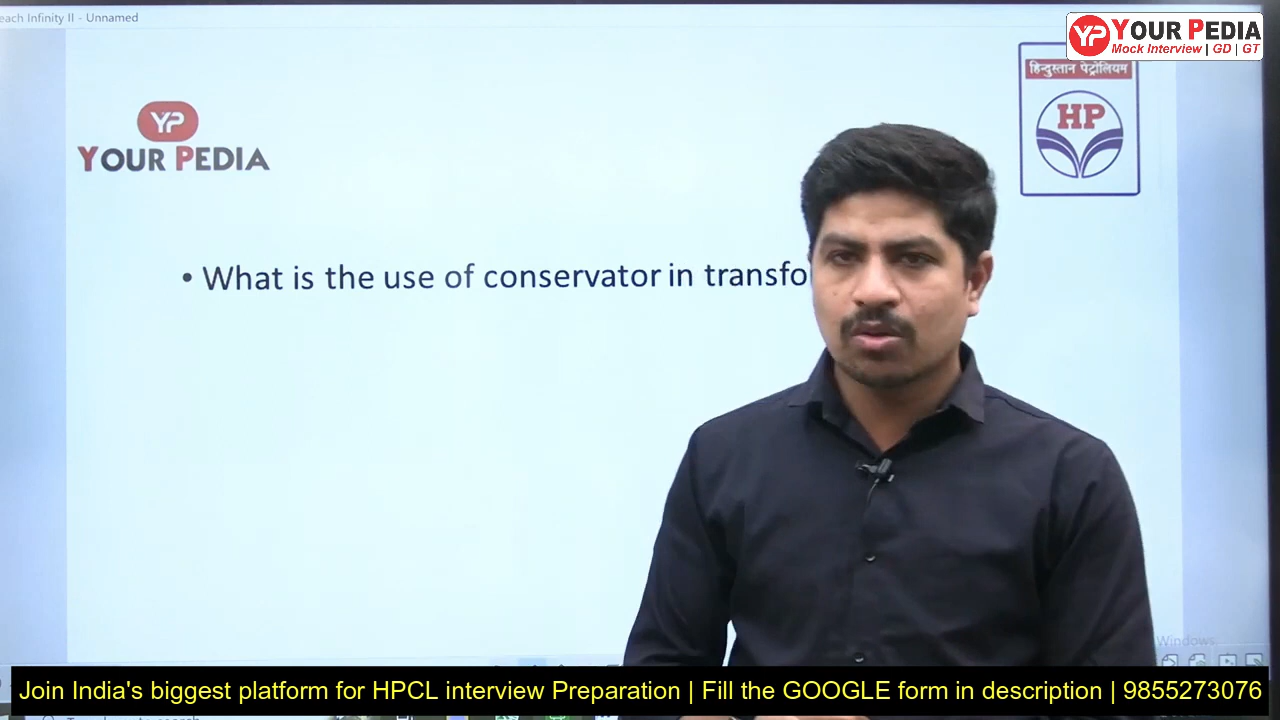 each Infinity II - Unnamed
YP YOUR PEDIA
Mock Interview | GD | GT
हिन्दुस्तान पेट्रोलियम
HP
YP
YOUR PEDIA
• What is the use of conservator in transfo
Windows.
Join India's biggest platform for HPCL interview Preparation | Fill the GOOGLE form in description | 9855273076